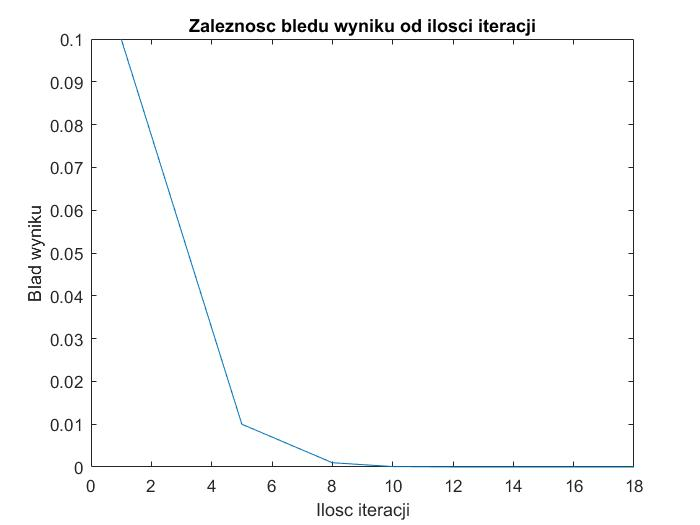 Zaleznosc bledu wyniku od ilosci iteracji
0.1
0.09
0.08
0.07
0.06
0.05
0.04
0.03
0.02
0.01
0
Blad wyniku
0 2 4 6 8 10 12 14 16 18
Ilosc iteracji